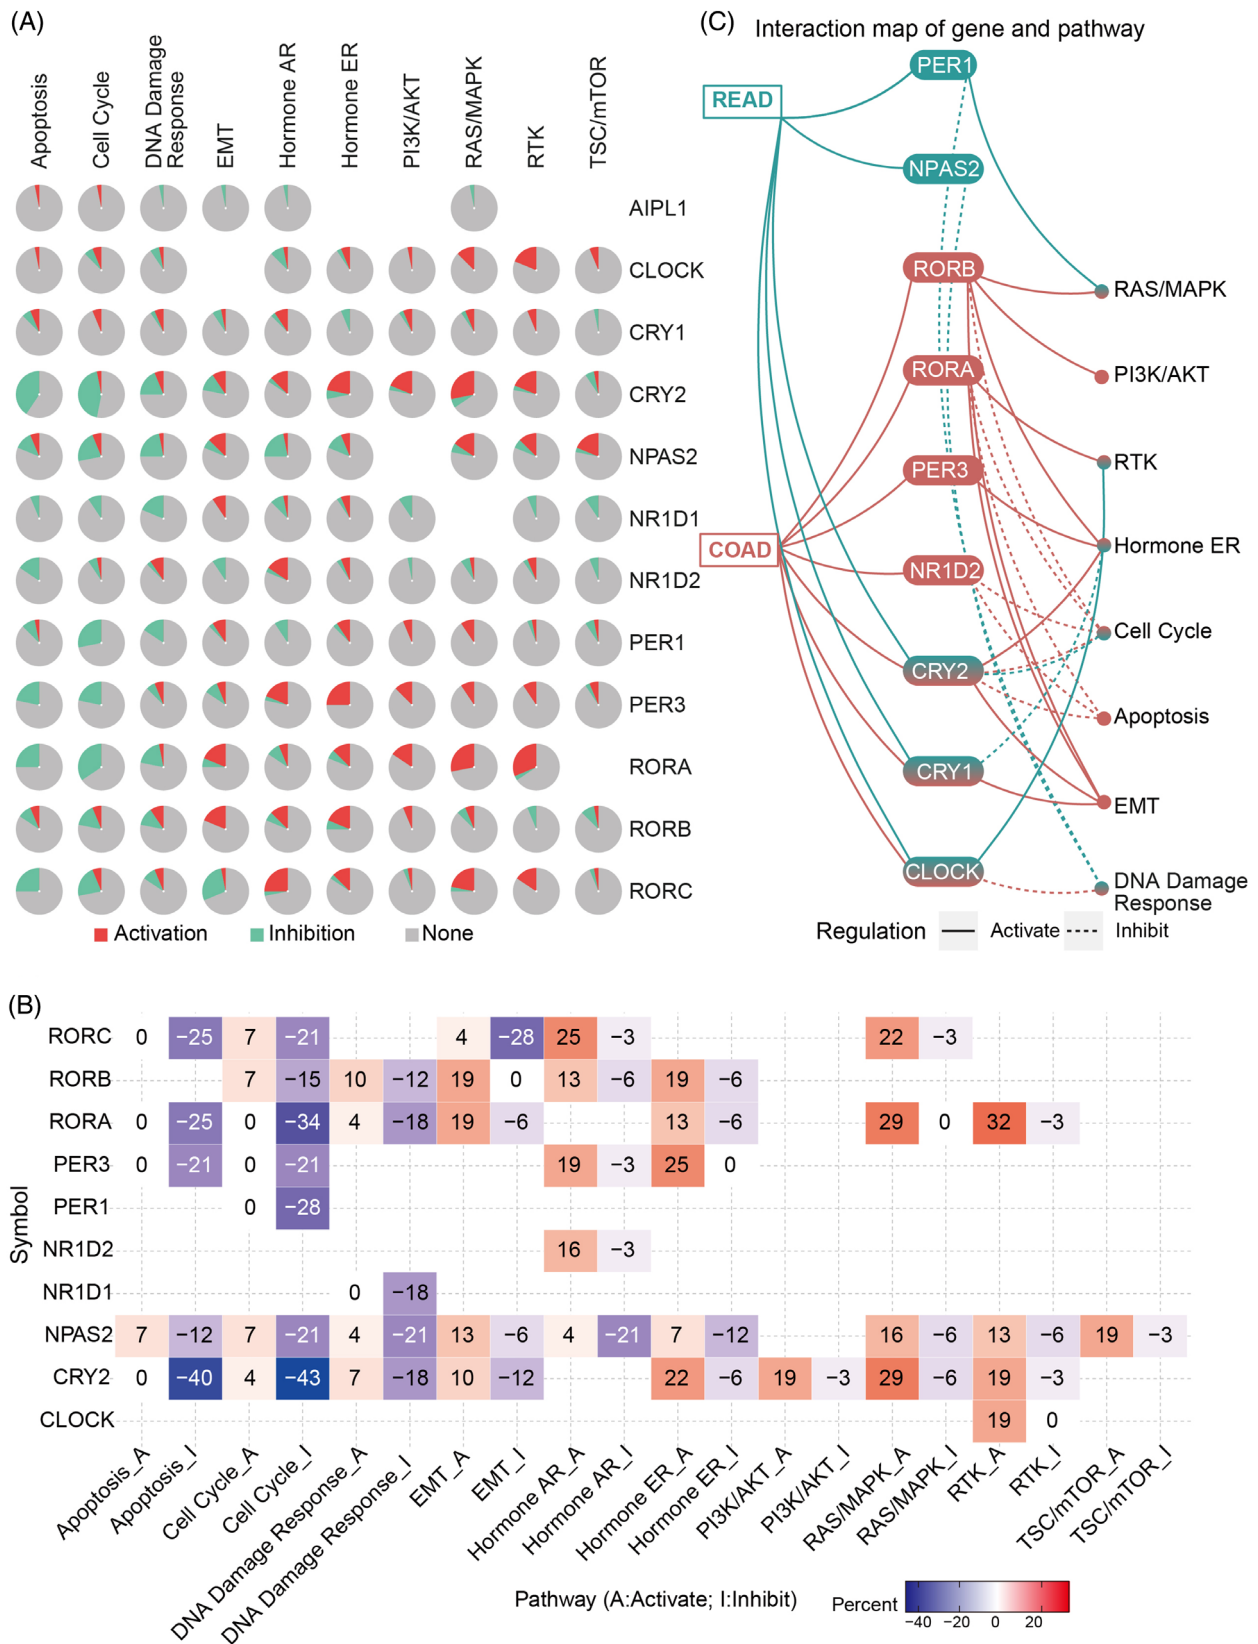 (A)
Apoptosis
Cell Cycle
DNA Damage
Response
EMT
Hormone AR
Hormone ER
PI3K/AKT
RAS/MAPK
RTK
TSC/mTOR
AIPL1
CLOCK
CRY1
CRY2
NPAS2
NR1D1
NR1D2
PER1
PER3
RORA
RORB
RORC
Activation Inhibition None
(C)
Interaction map of gene and pathway
READ
COAD
PER1
NPAS2
RORB
RORA
PER3
NR1D2
CRY2
CRY1
CLOCK
RAS/MAPK
PI3K/AKT
RTK
Hormone ER
Cell Cycle
Apoptosis
EMT
DNA Damage
Response
Regulation Activate Inhibit
(B)
Symbol
RORC 0 −25 7 −21 4 −28 25 −3 22 −3
RORB 7 −15 10 −12 19 0 13 −6 19 −6
RORA 0 −25 0 −34 4 −18 19 −6 13 −6 29 0 32 −3
PER3 0 −21 0 −21 19 −3 25 0
PER1 0 −28
NR1D2 16 −3
NR1D1 0 −18
NPAS2 7 −12 7 −21 4 −21 13 −6 4 −21 7 −12 16 −6 13 −6 19 −3
CRY2 0 −40 4 −43 7 −18 10 −12 22 −6 19 −3 29 −6 19 −3
CLOCK 19 0
Apoptosis_A
Apoptosis_I
Cell Cycle_A
Cell Cycle_I
DNA Damage Response_A
DNA Damage Response_I
EMT_A
EMT_I
Hormone AR_A
Hormone AR_I
Hormone ER_A
Hormone ER_I
PI3K/AKT_A
PI3K/AKT_I
RAS/MAPK_A
RAS/MAPK_I
RTK_A
RTK_I
TSC/mTOR_A
TSC/mTOR_I
Pathway (A:Activate; I:Inhibit)
Percent
−40 −20 0 20